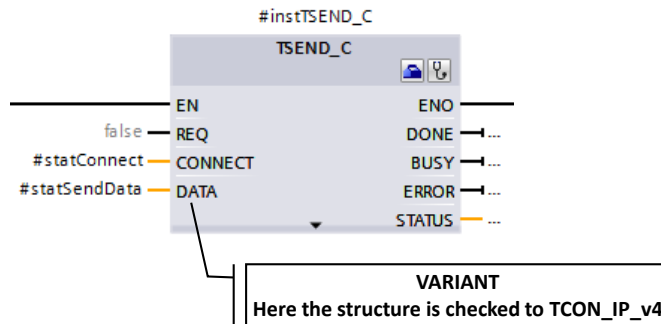 #instTSEND_C
TSEND_C
EN ENO
false REQ DONE ...
#statConnect CONNECT BUSY ...
#statSendData DATA ERROR ...
STATUS ...
VARIANT
Here the structure is checked to TCON_IP_v4